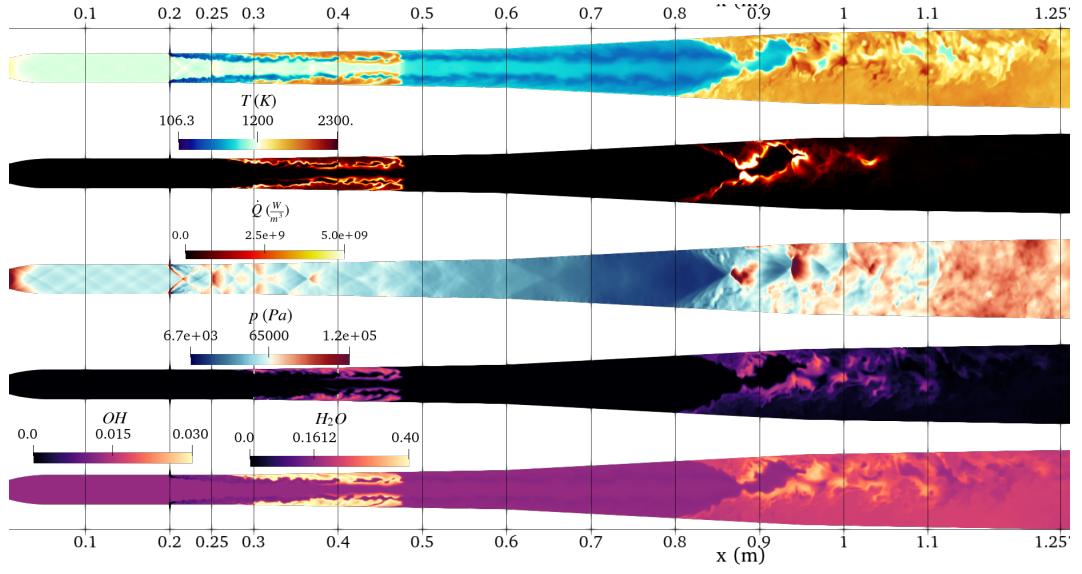 0.1 0.2 0.25 0.3 0.4 0.5 0.6 0.7 0.8 0.9 1 1.1 1.25
T (K)
106.3 1200 2300.
Q̇ (W/m³)
0.0 2.5e+9 5.0e+09
p (Pa)
6.7e+03 65000 1.2e+05
OH H₂O
0.0 0.015 0.030 0.0 0.1612 0.40
0.1 0.2 0.25 0.3 0.4 0.5 0.6 0.7 0.8 0.9 1 1.1 1.25
x (m)